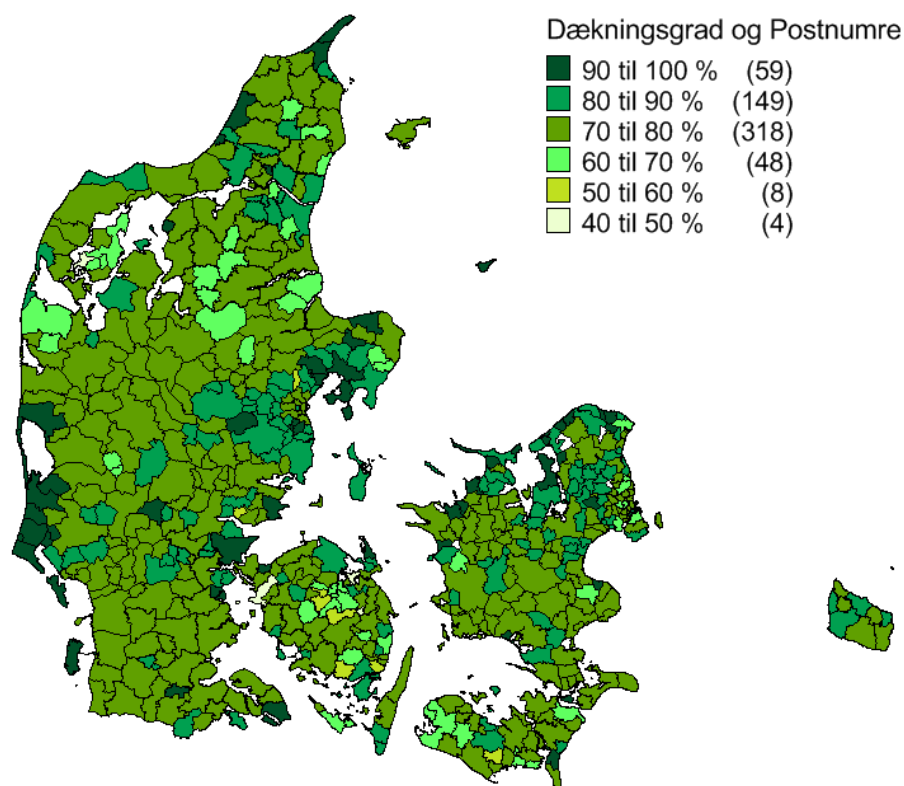 Dækningsgrad og Postnumre
90 til 100 % (59)
80 til 90 % (149)
70 til 80 % (318)
60 til 70 % (48)
50 til 60 % (8)
40 til 50 % (4)